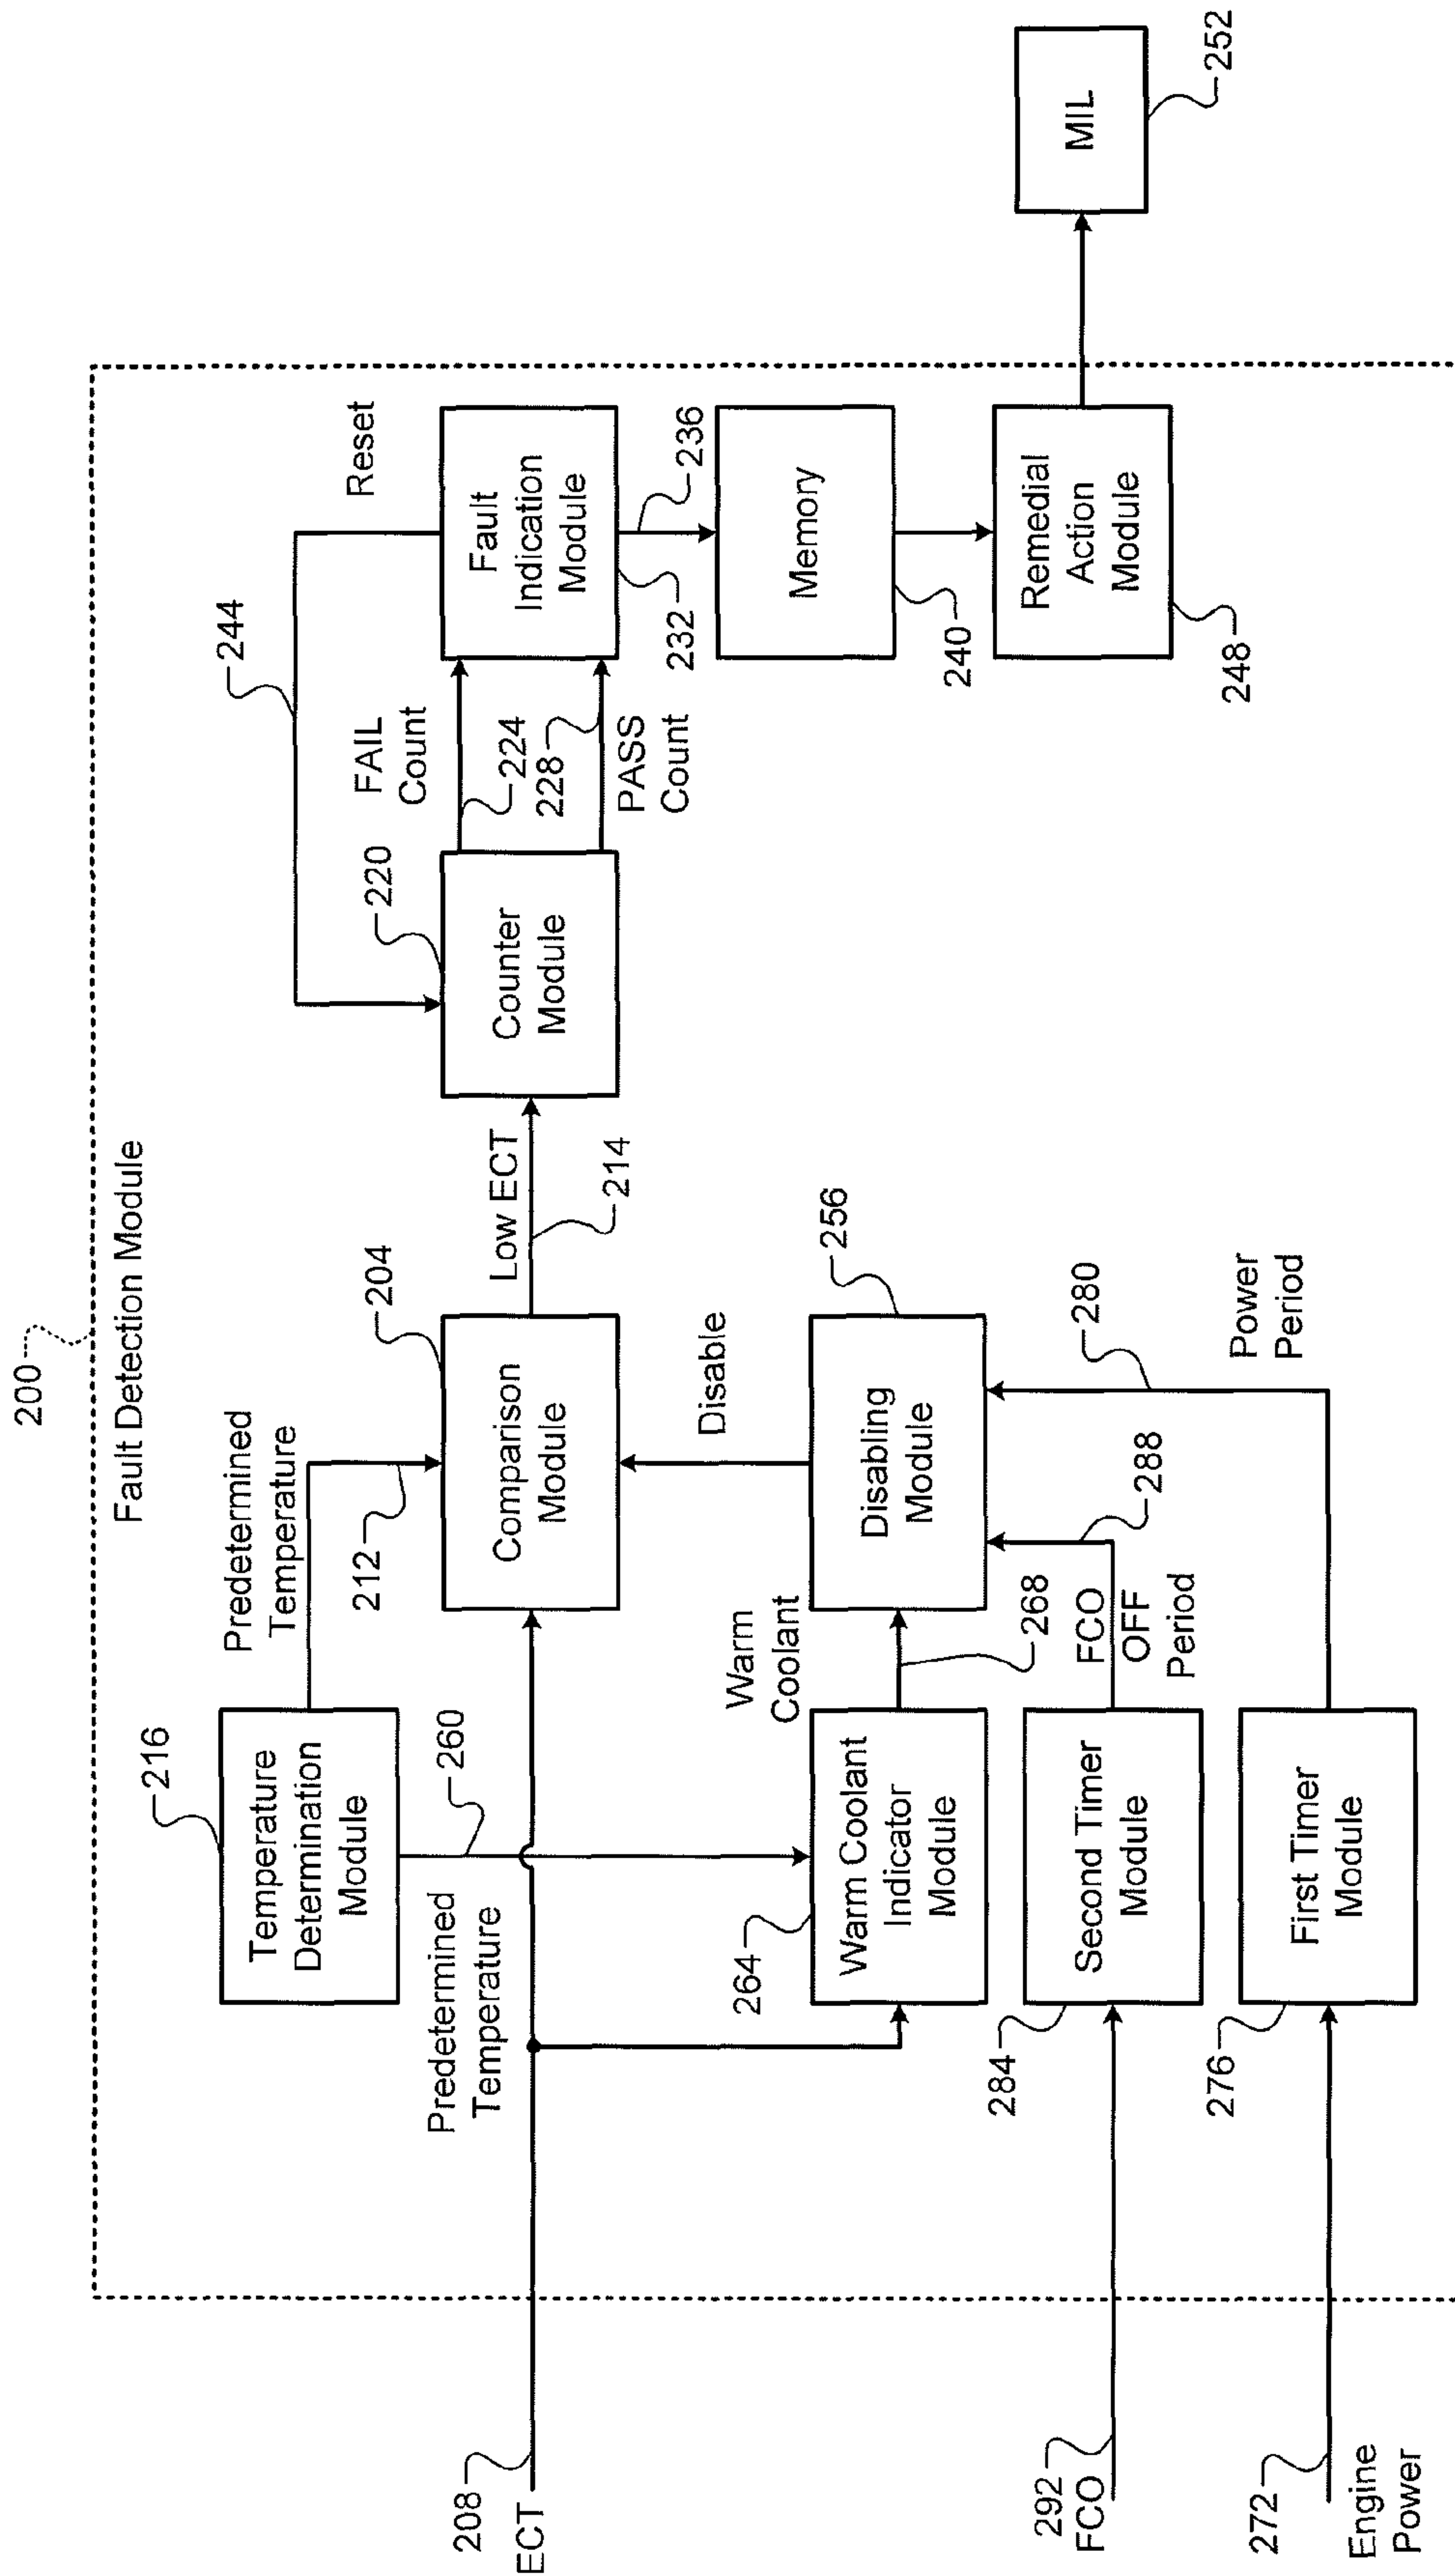 200
Fault Detection Module
216
Temperature
Determination
Module
Predetermined
Temperature
212
260
Predetermined
Temperature
208
ECT
204
Comparison
Module
Low ECT
214
220
Counter
Module
244
Reset
FAIL
Count
224
228
PASS
Count
Fault
Indication
Module
232
236
Memory
240
Remedial
Action
Module
248
MIL
252
Disable
256
Disabling
Module
264
Warm Coolant
Indicator
Module
Warm
Coolant
268
292
FCO
284
Second Timer
Module
FCO
OFF
Period
288
272
Engine
Power
276
First Timer
Module
280
Power
Period